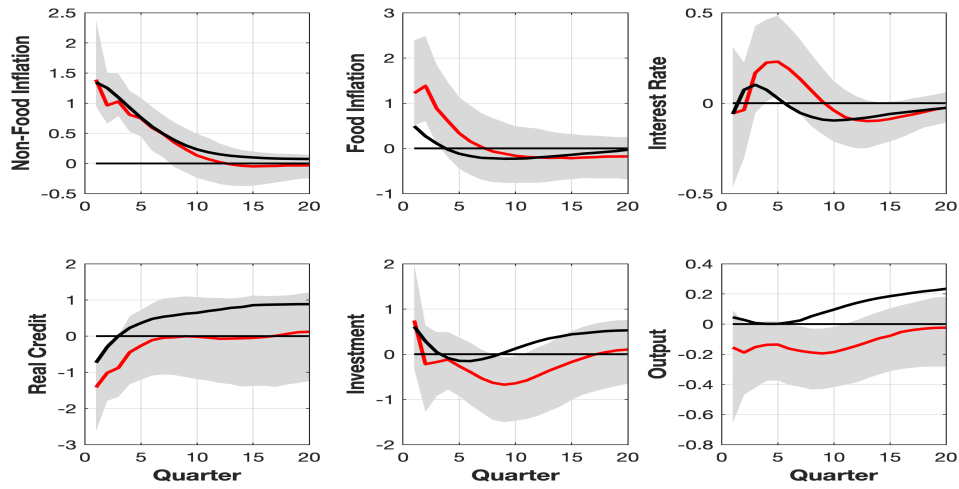 Non-Food Inflation
2.5
2
1.5
1
0.5
0
-0.5
0 5 10 15 20
Food Inflation
3
2
1
0
-1
0 5 10 15 20
Interest Rate
0.5
0
-0.5
0 5 10 15 20
Real Credit
2
1
0
-1
-2
-3
0 5 10 15 20
Quarter
Investment
2
1
0
-1
-2
0 5 10 15 20
Quarter
Output
0.4
0.2
0
-0.2
-0.4
-0.6
-0.8
0 5 10 15 20
Quarter